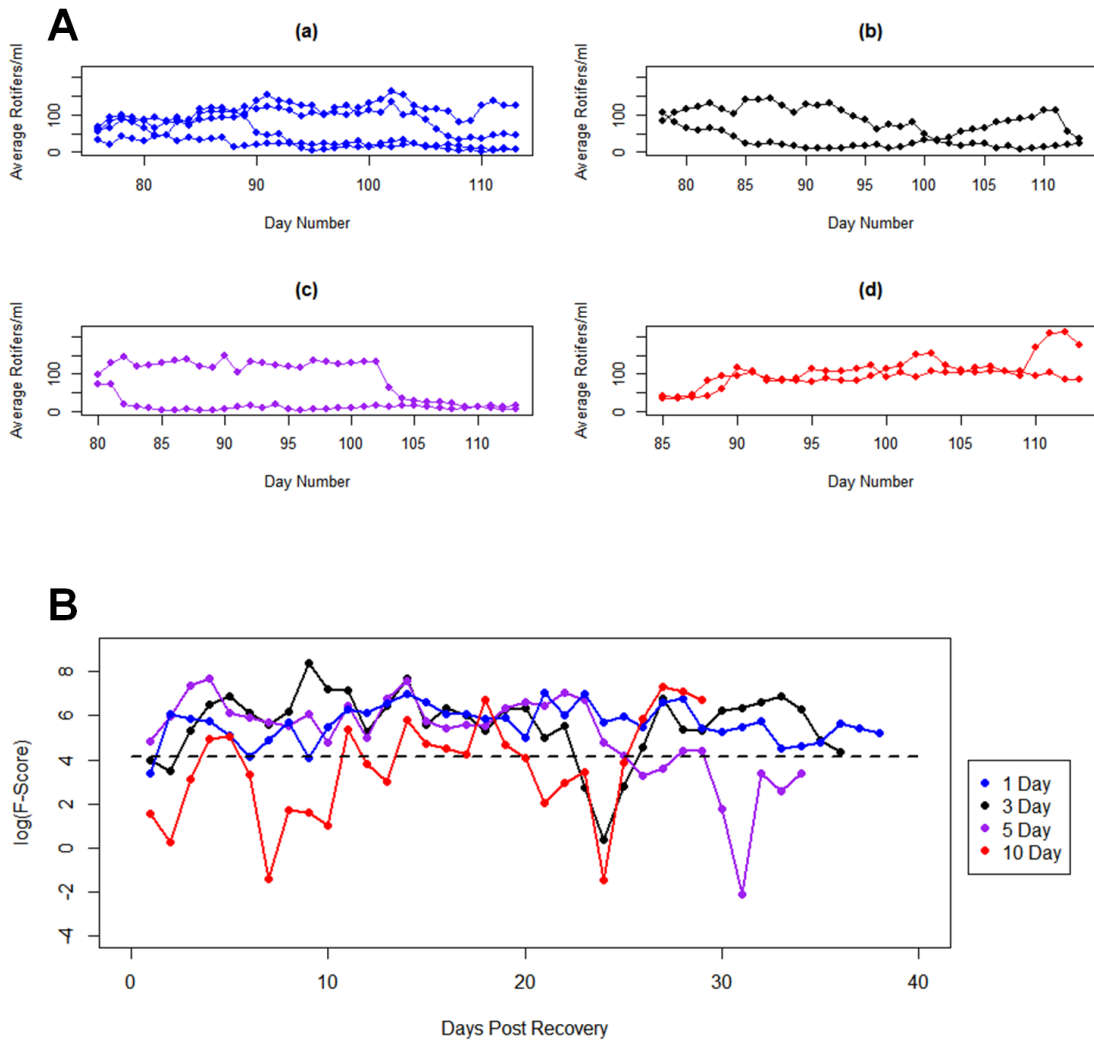 A
(a)
Average Rotifers/ml
0 100
80 90 100 110
Day Number
(b)
Average Rotifers/ml
0 100
80 85 90 95 100 105 110
Day Number
(c)
Average Rotifers/ml
0 100
80 85 90 95 100 105 110
Day Number
(d)
Average Rotifers/ml
0 100
85 90 95 100 105 110
Day Number
B
log(F-Score)
8
6
4
2
0
-2
-4
0 10 20 30 40
Days Post Recovery
1 Day
3 Day
5 Day
10 Day